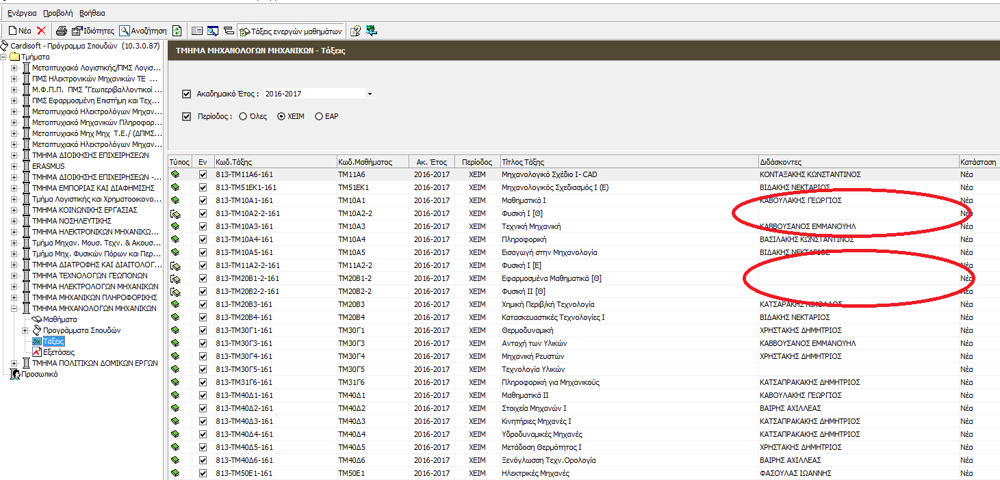 Ενέργεια Προβολή Βοήθεια
Νέα Ιδιότητες Αναζήτηση Τάξεις ενεργών μαθημάτων
Cardisoft - Πρόγραμμα Σπουδών (10.3.0.87)
Τμήματα
Μεταπτυχιακό Λογιστικής/ΠΜΣ Λογισ...
ΠΜΣ Ηλεκτρονικών Μηχανικών ΤΕ ...
Μ.Φ.Π.Π. ΠΜΣ "Γεωπεριβαλλοντικοί ...
ΠΜΣ Εφαρμοσμένη Επιστήμη και Τεχ...
Μεταπτυχιακό Ηλεκτρολόγων Μηχαν...
Μεταπτυχιακό Μηχανικών Πληροφορ...
Μεταπτυχιακό Μηχ Μηχ Τ.Ε./ (ΔΠΜΣ...
Μεταπτυχιακό Ηλεκτρολόγων Μηχαν...
ΤΜΗΜΑ ΔΙΟΙΚΗΣΗΣ ΕΠΙΧΕΙΡΗΣΕΩΝ
ERASMUS
ΤΜΗΜΑ ΔΙΟΙΚΗΣΗΣ ΕΠΙΧΕΙΡΗΣΕΩΝ -...
ΤΜΗΜΑ ΕΜΠΟΡΙΑΣ ΚΑΙ ΔΙΑΦΗΜΙΣΗΣ
Τμήμα Λογιστικής και Χρηματοοικονο...
ΤΜΗΜΑ ΚΟΙΝΩΝΙΚΗΣ ΕΡΓΑΣΙΑΣ
ΤΜΗΜΑ ΝΟΣΗΛΕΥΤΙΚΗΣ
ΤΜΗΜΑ ΗΛΕΚΤΡΟΝΙΚΩΝ ΜΗΧΑΝΙΚΩ...
Τμήμα Μηχαν. Μουσ. Τεχν. & Ακουσ...
Τμήμα Μηχ. Φυσικών Πόρων και Περ...
ΤΜΗΜΑ ΔΙΑΤΡΟΦΗΣ ΚΑΙ ΔΙΑΙΤΟΛΟΓ...
ΤΜΗΜΑ ΤΕΧΝΟΛΟΓΩΝ ΓΕΩΠΟΝΩΝ
ΤΜΗΜΑ ΗΛΕΚΤΡΟΛΟΓΩΝ ΜΗΧΑΝΙΚΩΝ
ΤΜΗΜΑ ΜΗΧΑΝΙΚΩΝ ΠΛΗΡΟΦΟΡΙΚΗΣ
ΤΜΗΜΑ ΜΗΧΑΝΟΛΟΓΩΝ ΜΗΧΑΝΙΚΩΝ
Μαθήματα
Προγράμματα Σπουδών
Τάξεις
Εξετάσεις
ΤΜΗΜΑ ΠΟΛΙΤΙΚΩΝ ΔΟΜΙΚΩΝ ΕΡΓΩΝ
Προσωπικό
ΤΜΗΜΑ ΜΗΧΑΝΟΛΟΓΩΝ ΜΗΧΑΝΙΚΩΝ - Τάξεις
Ακαδημαικό Έτος : 2016-2017
Περίοδος : Όλες ΧΕΙΜ ΕΑΡ
Τύπος Εν Κωδ.Τάξης Κωδ.Μαθήματος Ακ. Έτος Περίοδος Τίτλος Τάξης Διδάσκοντες Κατάσταση
813-ΤΜ11Α6-161 ΤΜ11Α6 2016-2017 ΧΕΙΜ Μηχανολογικό Σχέδιο Ι- CAD ΚΟΝΤΑΞΑΚΗΣ ΚΩΝΣΤΑΝΤΙΝΟΣ Νέα
813-ΤΜ51ΕΚ1-161 ΤΜ51ΕΚ1 2016-2017 ΧΕΙΜ Μηχανολογικός Σχεδιασμός Ι (Ε) ΒΙΔΑΚΗΣ ΝΕΚΤΑΡΙΟΣ Νέα
813-ΤΜ10Α1-161 ΤΜ10Α1 2016-2017 ΧΕΙΜ Μαθηματικά Ι ΚΑΒΟΥΛΑΚΗΣ ΓΕΩΡΓΙΟΣ Νέα
813-ΤΜ10Α2-2-161 ΤΜ10Α2-2 2016-2017 ΧΕΙΜ Φυσική Ι [Θ] Νέα
813-ΤΜ10Α3-161 ΤΜ10Α3 2016-2017 ΧΕΙΜ Τεχνική Μηχανική ΚΑΒΒΟΥΣΑΝΟΣ ΕΜΜΑΝΟΥΗΛ Νέα
813-ΤΜ10Α4-161 ΤΜ10Α4 2016-2017 ΧΕΙΜ Πληροφορική ΒΑΣΙΛΑΚΗΣ ΚΩΝΣΤΑΝΤΙΝΟΣ Νέα
813-ΤΜ10Α5-161 ΤΜ10Α5 2016-2017 ΧΕΙΜ Εισαγωγή στην Μηχανολογία ΒΙΔΑΚΗΣ ΝΕΚΤΑΡΙΟΣ Νέα
813-ΤΜ11Α2-2-161 ΤΜ11Α2-2 2016-2017 ΧΕΙΜ Φυσική Ι [Ε] Νέα
813-ΤΜ20Β1-2-161 ΤΜ20Β1-2 2016-2017 ΧΕΙΜ Εφαρμοσμένα Μαθηματικά [Θ] Νέα
813-ΤΜ20Β2-2-161 ΤΜ20Β2-2 2016-2017 ΧΕΙΜ Φυσική ΙΙ [Θ] Νέα
813-ΤΜ20Β3-161 ΤΜ20Β3 2016-2017 ΧΕΙΜ Χημική Περιβ/κή Τεχνολογία ΚΑΤΣΑΡΑΚΗΣ ΝΙΚΟΛΑΟΣ Νέα
813-ΤΜ20Β4-161 ΤΜ20Β4 2016-2017 ΧΕΙΜ Κατασκευαστικές Τεχνολογίες Ι ΒΙΔΑΚΗΣ ΝΕΚΤΑΡΙΟΣ Νέα
813-ΤΜ30Γ1-161 ΤΜ30Γ1 2016-2017 ΧΕΙΜ Θερμοδυναμική ΧΡΗΣΤΑΚΗΣ ΔΗΜΗΤΡΙΟΣ Νέα
813-ΤΜ30Γ3-161 ΤΜ30Γ3 2016-2017 ΧΕΙΜ Αντοχή των Υλικών ΚΑΒΒΟΥΣΑΝΟΣ ΕΜΜΑΝΟΥΗΛ Νέα
813-ΤΜ30Γ4-161 ΤΜ30Γ4 2016-2017 ΧΕΙΜ Μηχανική Ρευστών ΧΡΗΣΤΑΚΗΣ ΔΗΜΗΤΡΙΟΣ Νέα
813-ΤΜ30Γ5-161 ΤΜ30Γ5 2016-2017 ΧΕΙΜ Τεχνολογία Υλικών Νέα
813-ΤΜ31Γ6-161 ΤΜ31Γ6 2016-2017 ΧΕΙΜ Πληροφορική για Μηχανικούς ΚΑΤΣΑΠΡΑΚΑΚΗΣ ΔΗΜΗΤΡΙΟΣ Νέα
813-ΤΜ40Δ1-161 ΤΜ40Δ1 2016-2017 ΧΕΙΜ Μαθηματικά ΙΙ ΚΑΒΟΥΛΑΚΗΣ ΓΕΩΡΓΙΟΣ Νέα
813-ΤΜ40Δ2-161 ΤΜ40Δ2 2016-2017 ΧΕΙΜ Στοιχεία Μηχανών Ι ΒΑΙΡΗΣ ΑΧΙΛΛΕΑΣ Νέα
813-ΤΜ40Δ3-161 ΤΜ40Δ3 2016-2017 ΧΕΙΜ Κινητήριες Μηχανές Ι ΚΑΤΣΑΠΡΑΚΑΚΗΣ ΔΗΜΗΤΡΙΟΣ Νέα
813-ΤΜ40Δ4-161 ΤΜ40Δ4 2016-2017 ΧΕΙΜ Υδροδυναμικές Μηχανές ΚΑΤΣΑΠΡΑΚΑΚΗΣ ΔΗΜΗΤΡΙΟΣ Νέα
813-ΤΜ40Δ5-161 ΤΜ40Δ5 2016-2017 ΧΕΙΜ Μετάδοση Θερμότητας Ι ΧΡΗΣΤΑΚΗΣ ΔΗΜΗΤΡΙΟΣ Νέα
813-ΤΜ40Δ6-161 ΤΜ40Δ6 2016-2017 ΧΕΙΜ Ξενόγλωσση Τεχν.Ορολογία ΒΑΙΡΗΣ ΑΧΙΛΛΕΑΣ Νέα
813-ΤΜ50Ε1-161 ΤΜ50Ε1 2016-2017 ΧΕΙΜ Ηλεκτρικές Μηχανές ΦΑΣΟΥΛΑΣ ΙΩΑΝΝΗΣ Νέα